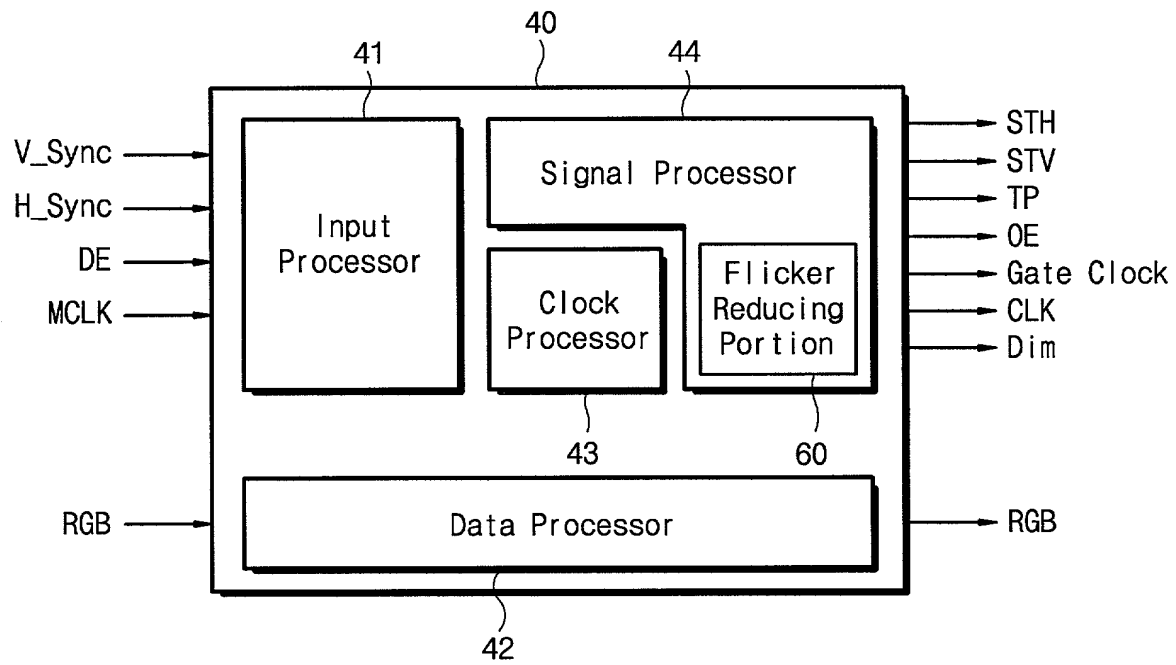 40
41
44
V_Sync
H_Sync
DE
MCLK
Input
Processor
Signal Processor
Clock
Processor
Flicker
Reducing
Portion
STH
STV
TP
OE
Gate Clock
CLK
Dim
43
60
RGB
Data Processor
RGB
42